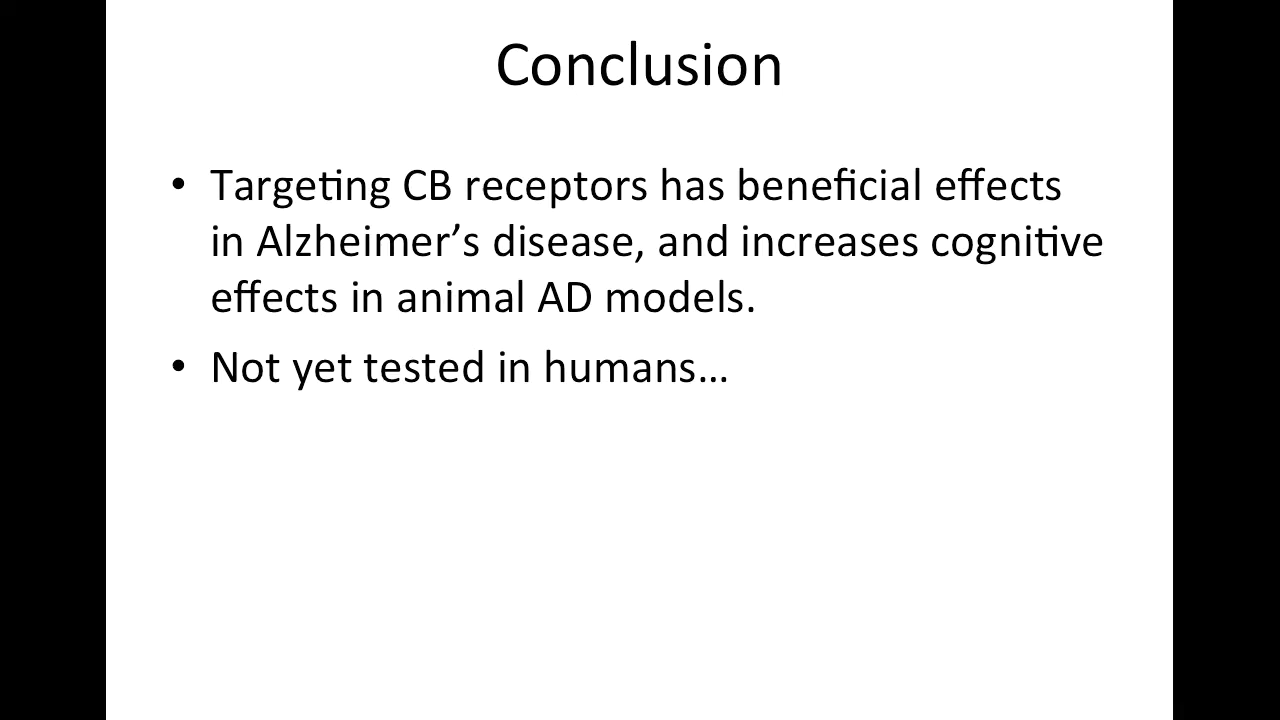 Conclusion
• Targeting CB receptors has beneficial effects
in Alzheimer’s disease, and increases cognitive
effects in animal AD models.
• Not yet tested in humans…